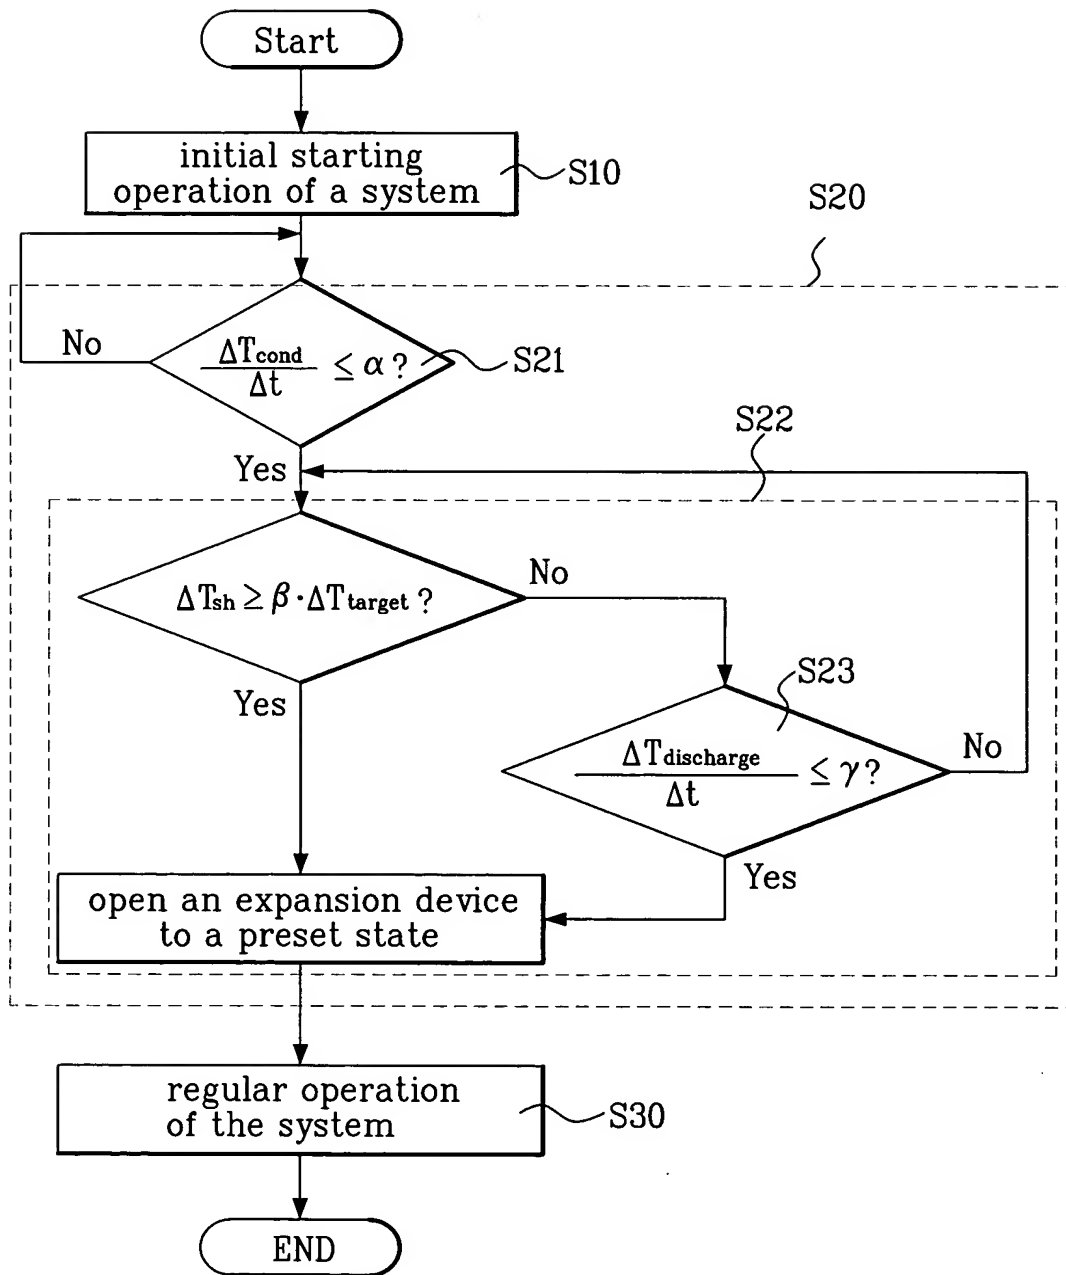 Start
initial starting
operation of a system
S10
S20
No
ΔTcond
Δt
≤ α ?
S21
S22
Yes
ΔTsh ≥ β · ΔTtarget ?
No
S23
Yes
ΔTdischarge
Δt
≤ γ ?
No
Yes
open an expansion device
to a preset state
regular operation
of the system
S30
END